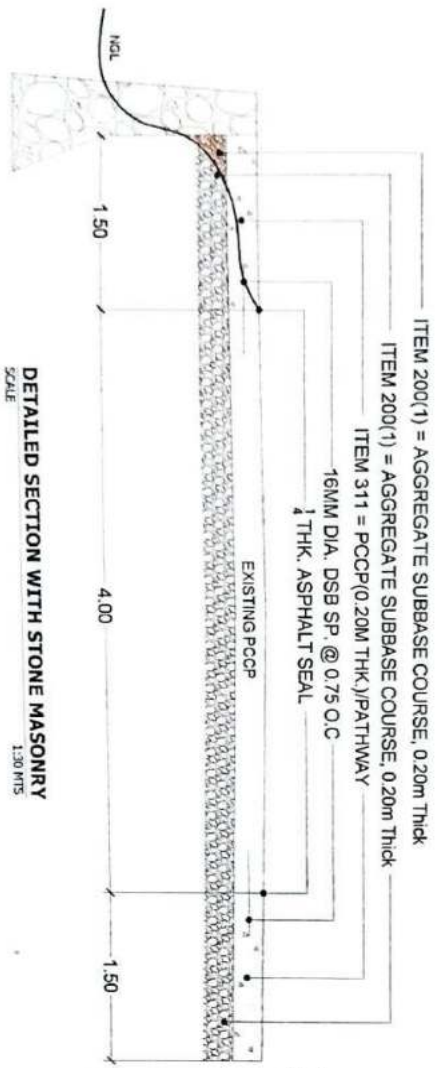 ITEM 200(1) = AGGREGATE SUBBASE COURSE, 0.20m Thick
ITEM 200(1) = AGGREGATE SUBBASE COURSE, 0.20m Thick
ITEM 311 = PCCP(0.20M THK.)/PATHWAY
16MM DIA. DSB SP. @ 0.75 O.C
1/4 THK. ASPHALT SEAL
NGL
EXISTING PCCP
1.50
4.00
1.50
DETAILED SECTION WITH STONE MASONRY
SCALE 1:30 MTS